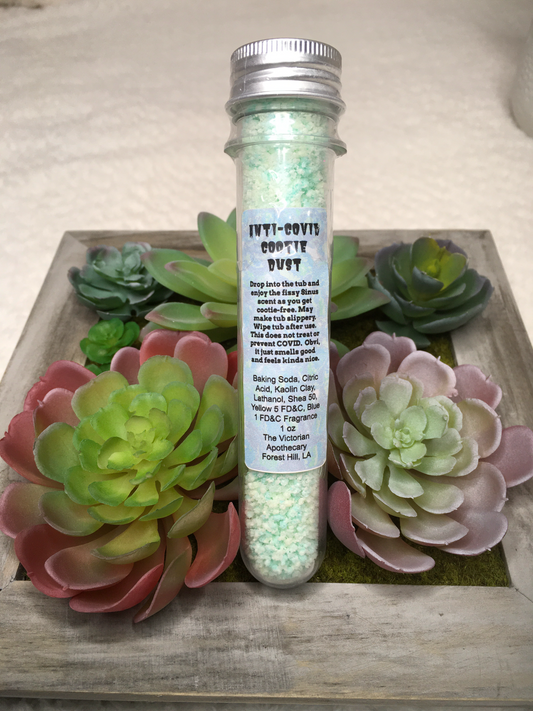 ANTI-COVID
COOTIE
DUST
Drop into the tub and
enjoy the fizzy Sinus
scent as you get
cootie-free. May
make tub slippery.
Wipe tub after use.
This does not treat or
prevent COVID. Obvi,
it just smells good
and feels kinda nice.
Baking Soda, Citric
Acid, Kaolin Clay,
Lathanol, Shea 50,
Yellow 5 FD&C, Blue
1 FD&C Fragrance
1 oz
The Victorian
Apothecary
Forest Hill, LA